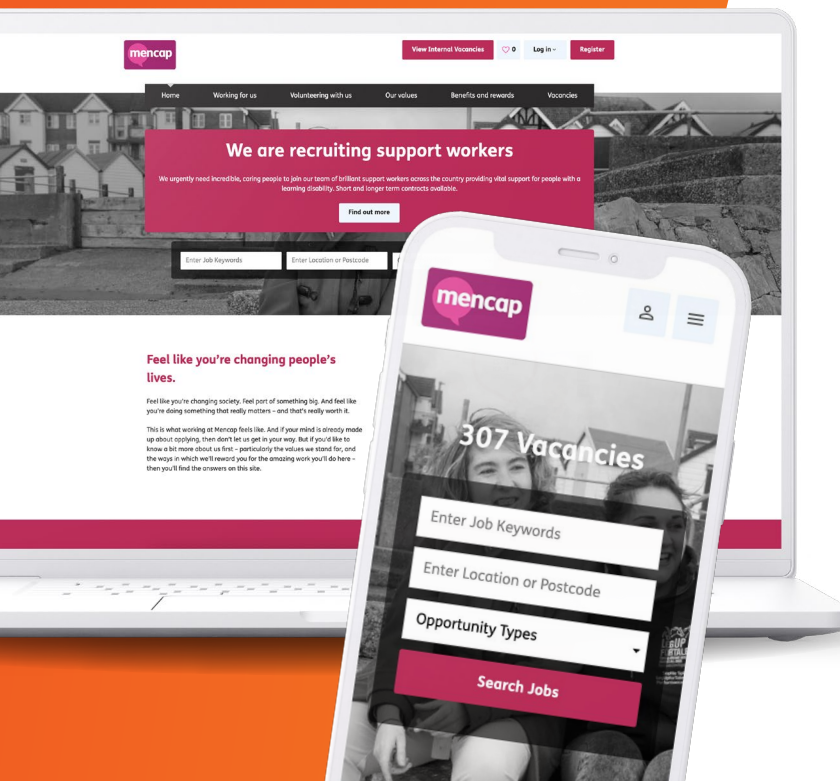 mencap
View Internal Vacancies
0
Log in
Register
Home
Working for us
Volunteering with us
Our values
Benefits and rewards
Vacancies
We are recruiting support workers
We urgently need incredible, caring people to join our team of brilliant support workers across the country providing vital support for people with a
learning disability. Short and longer term contracts available.
Find out more
Enter Job Keywords
Enter Location or Postcode
Feel like you're changing people's
lives.
Feel like you're changing society. Feel part of something big. And feel like
you're doing something that really matters – and that's really worth it.
This is what working at Mencap feels like. And if your mind is already made
up about applying, then don't let us get in your way. But if you'd like to
know a bit more about us first – particularly the values we stand for, and
the ways in which we'll reward you for the amazing work you'll do here –
then you'll find the answers on this site.
mencap
307 Vacancies
Enter Job Keywords
Enter Location or Postcode
Opportunity Types
Search Jobs